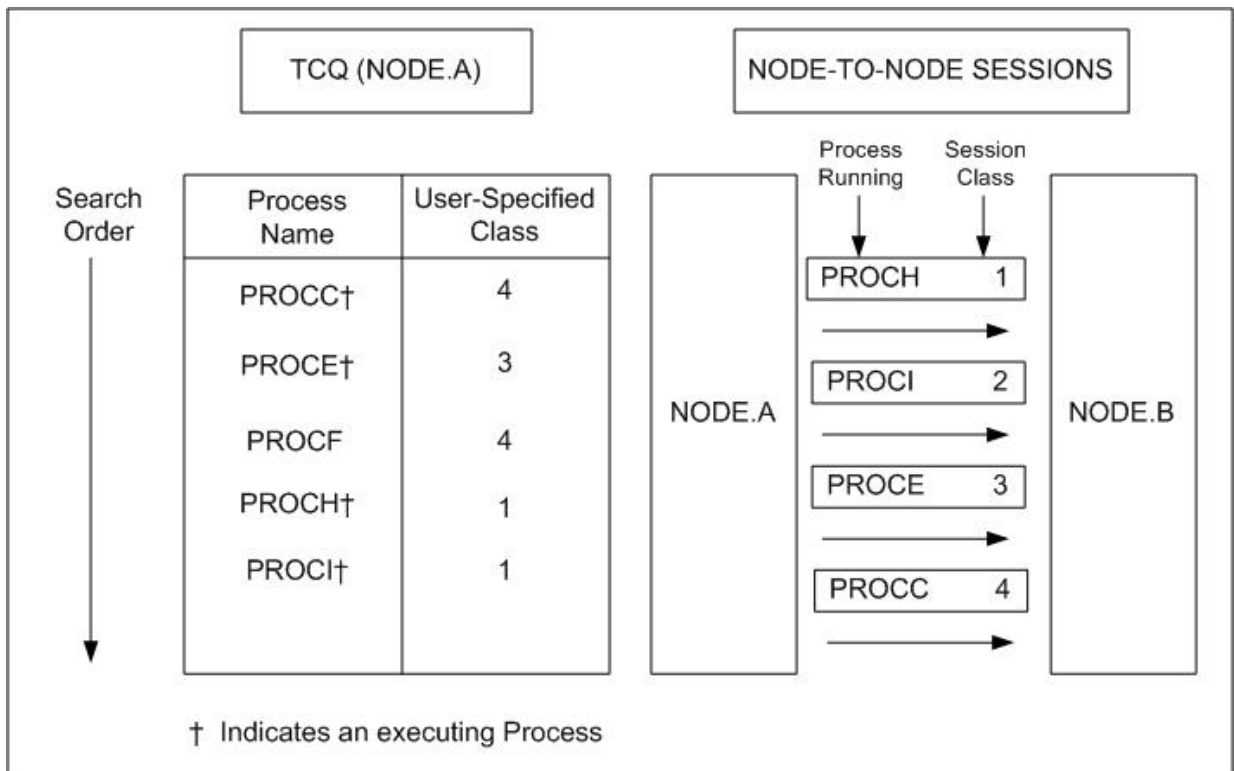 TCQ (NODE.A)
NODE-TO-NODE SESSIONS
Search
Order
Process
Name
User-Specified
Class
PROCC† 4
PROCE† 3
PROCF 4
PROCH† 1
PROCI† 1
Process
Running
Session
Class
NODE.A
PROCH 1
PROCI 2
PROCE 3
PROCC 4
NODE.B
† Indicates an executing Process